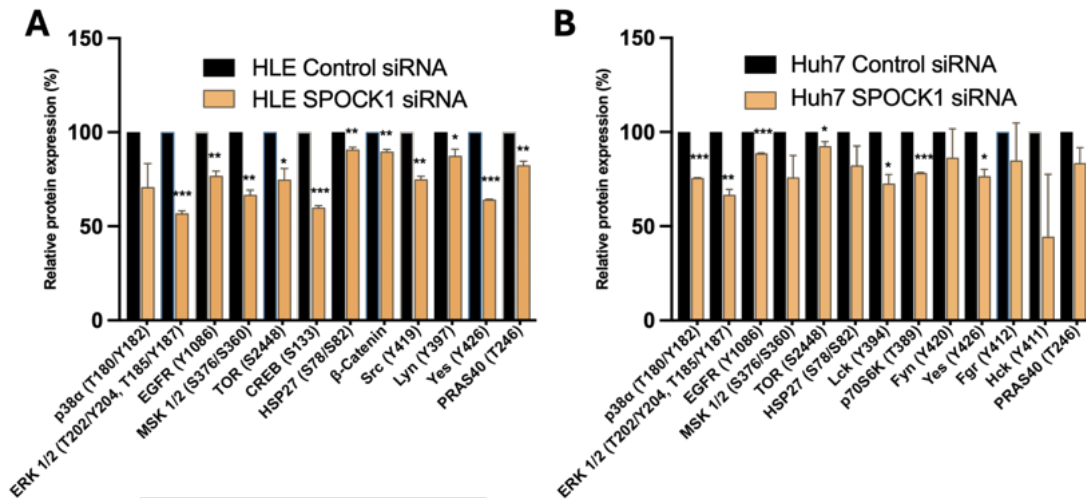 A
150
100
50
0
Relative protein expression (%)
HLE Control siRNA
HLE SPOCK1 siRNA
***
**
**
*
***
**
**
**
*
***
**
p38α (T180/Y182)
ERK 1/2 (T202/Y204, T185/Y187)
EGFR (Y1086)
MSK 1/2 (S376/S360)
TOR (S2448)
CREB (S133)
HSP27 (S78/S82)
β-Catenin
Src (Y419)
Lyn (Y397)
Yes (Y426)
PRAS40 (T246)
B
150
100
50
0
Relative protein expression (%)
Huh7 Control siRNA
Huh7 SPOCK1 siRNA
***
**
***
*
*
***
*
p38α (T180/Y182)
ERK 1/2 (T202/Y204, T185/Y187)
EGFR (Y1086)
MSK 1/2 (S376/S360)
TOR (S2448)
HSP27 (S78/S82)
Lck (Y394)
p70S6K (T389)
Fyn (Y420)
Yes (Y426)
Fgr (Y412)
Hck (Y411)
PRAS40 (T246)